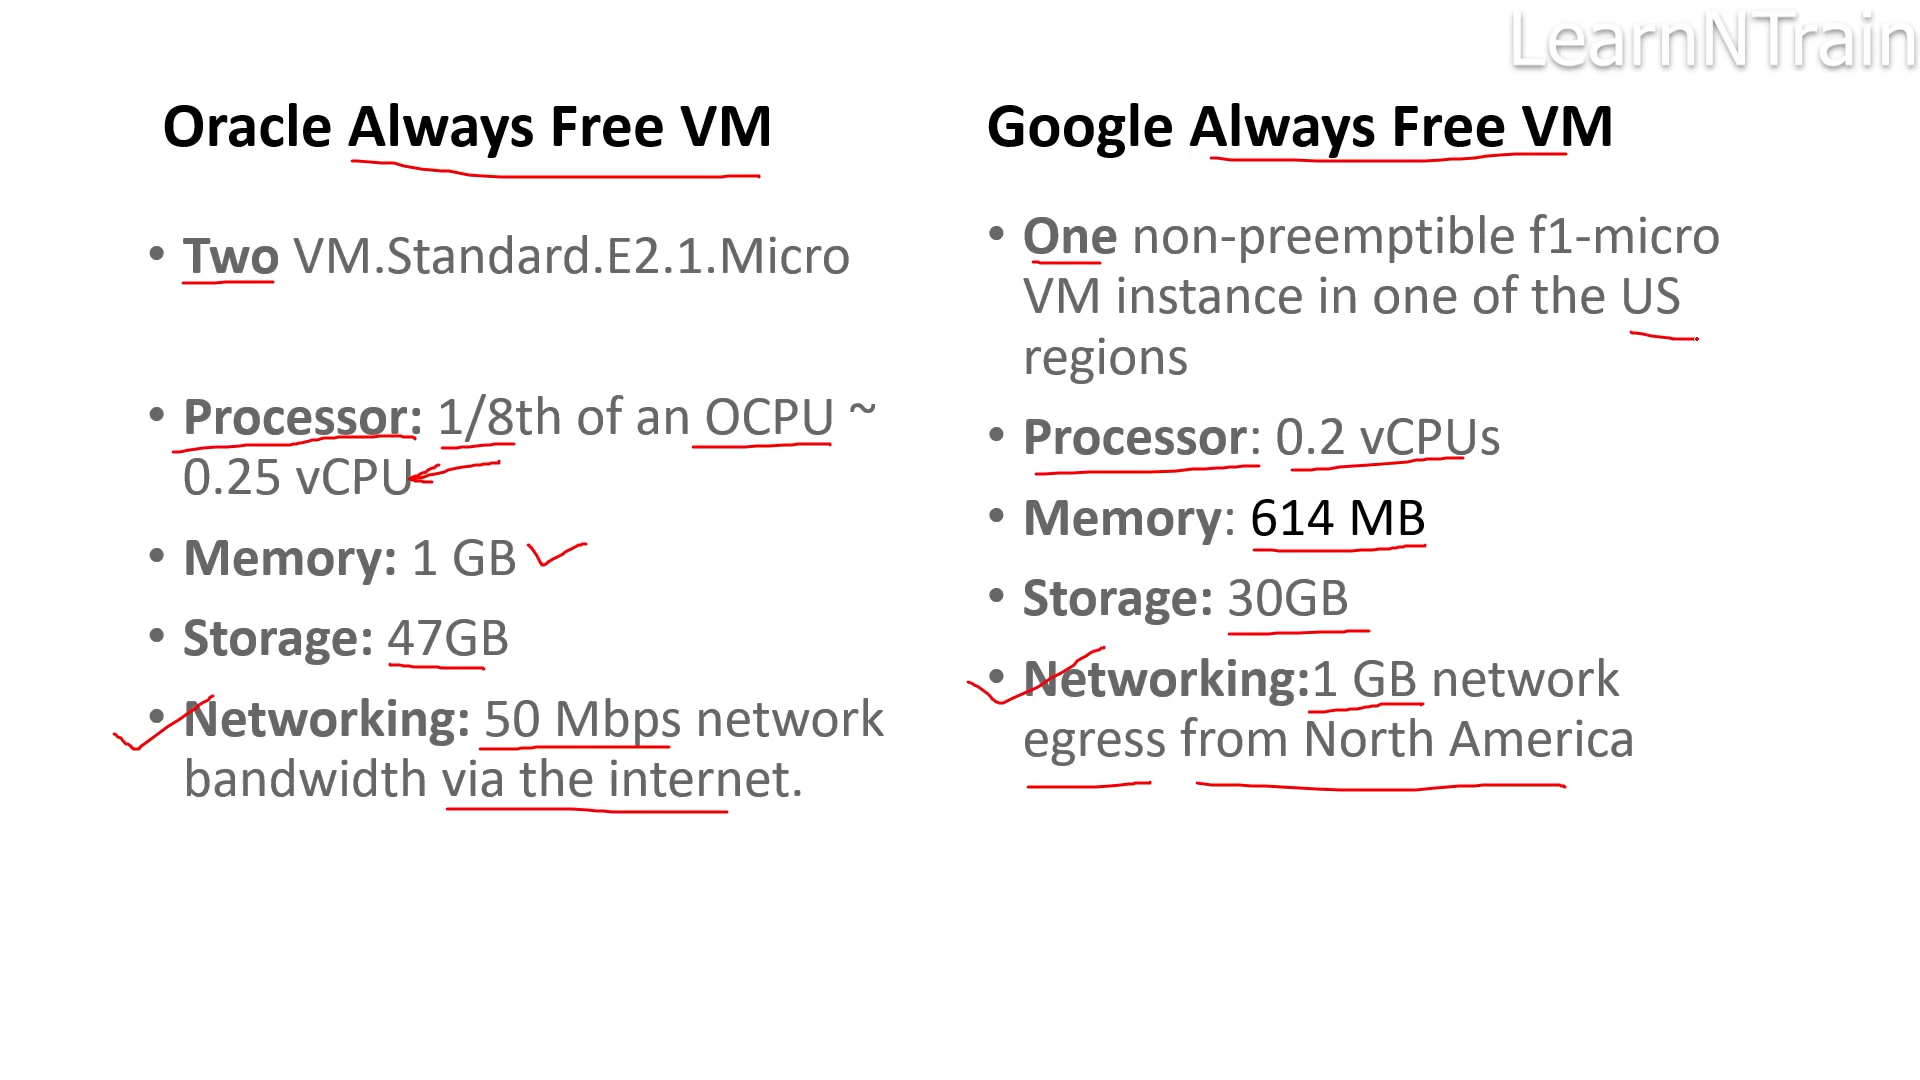 LearnNTrain
Oracle Always Free VM
• Two VM.Standard.E2.1.Micro
• Processor: 1/8th of an OCPU ~
0.25 vCPU
• Memory: 1 GB
• Storage: 47GB
• Networking: 50 Mbps network
bandwidth via the internet.
Google Always Free VM
• One non-preemptible f1-micro
VM instance in one of the US
regions
• Processor: 0.2 vCPUs
• Memory: 614 MB
• Storage: 30GB
• Networking:1 GB network
egress from North America